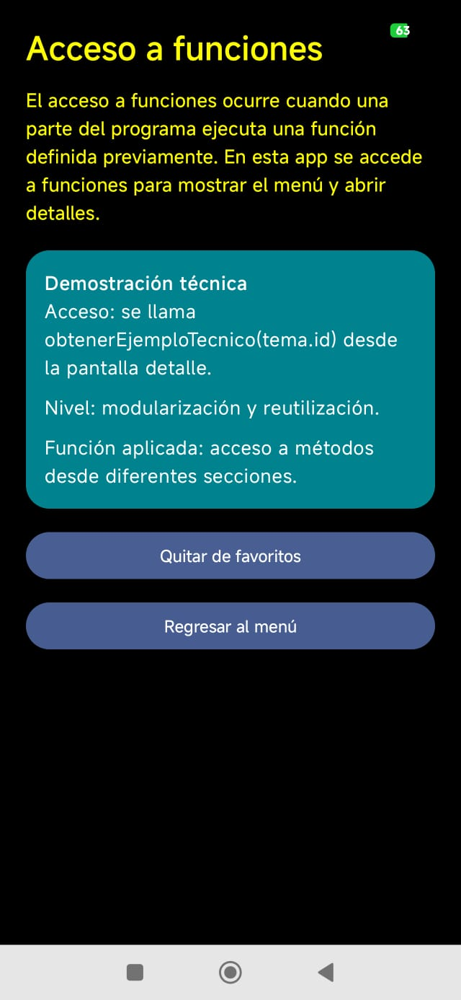 63
Acceso a funciones
El acceso a funciones ocurre cuando una
parte del programa ejecuta una función
definida previamente. En esta app se accede
a funciones para mostrar el menú y abrir
detalles.
Demostración técnica
Acceso: se llama
obtenerEjemploTecnico(tema.id) desde
la pantalla detalle.
Nivel: modularización y reutilización.
Función aplicada: acceso a métodos
desde diferentes secciones.
Quitar de favoritos
Regresar al menú